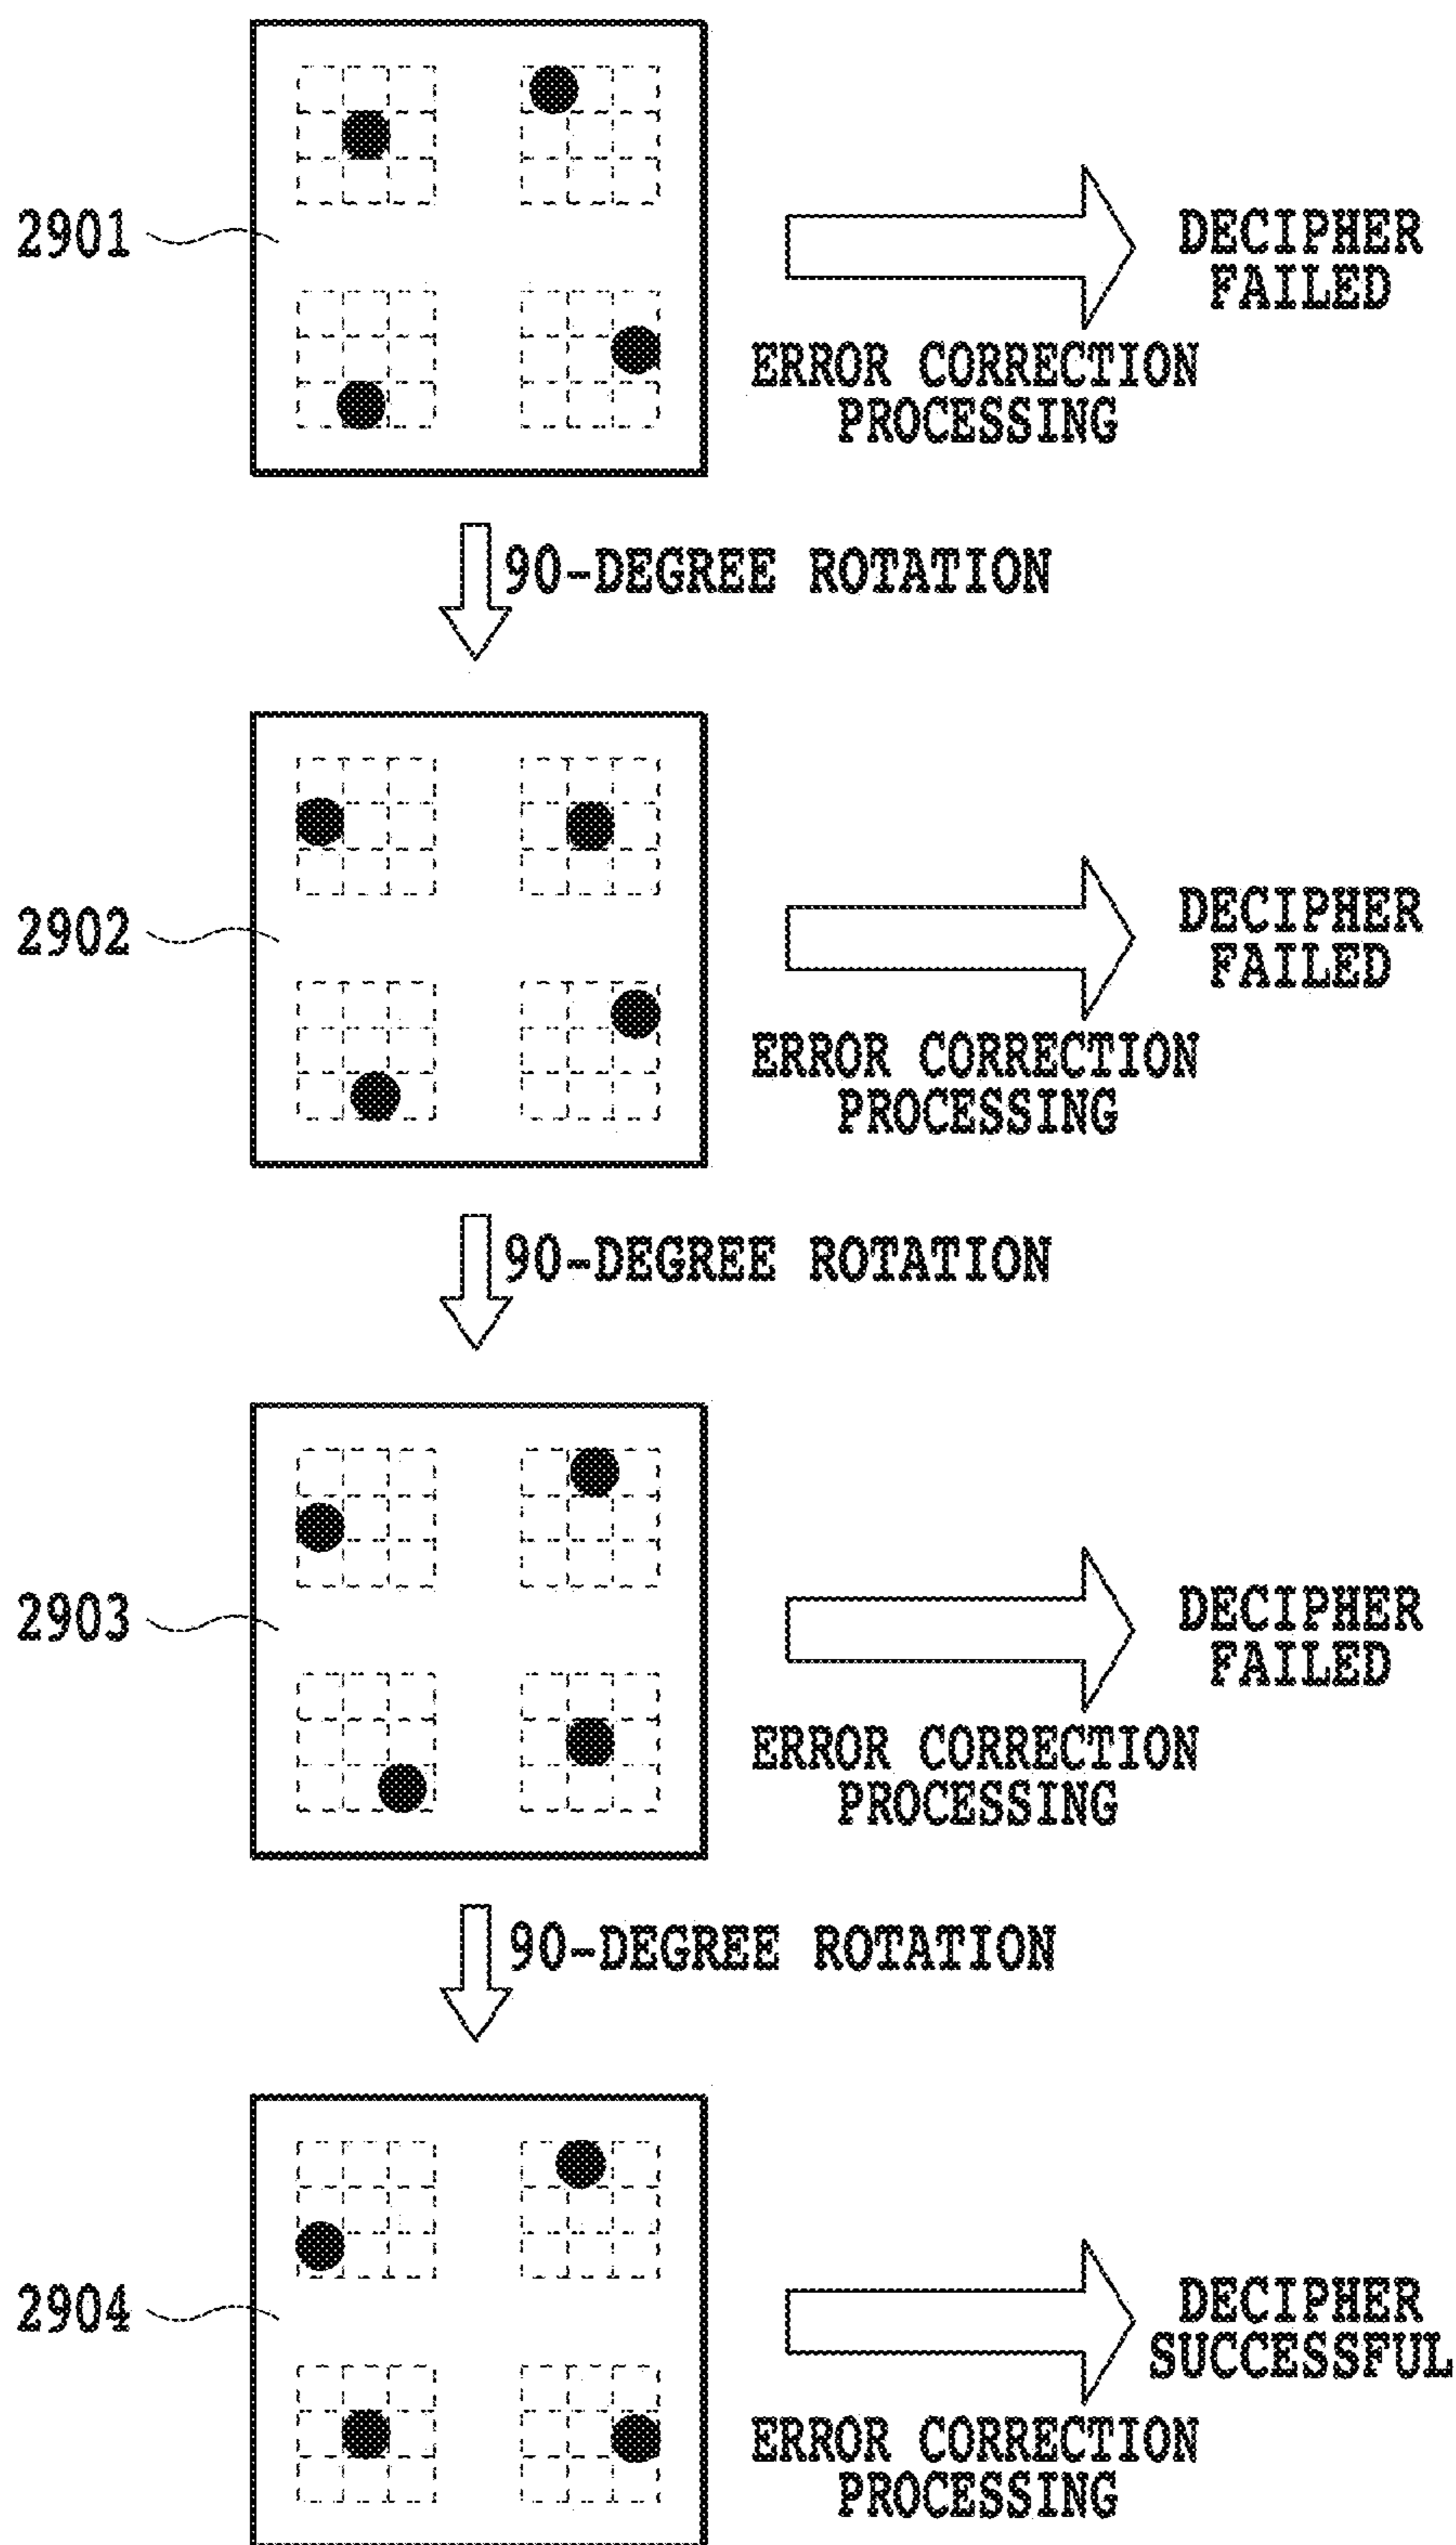 2901
DECIPHER
FAILED
ERROR CORRECTION
PROCESSING
90-DEGREE ROTATION
2902
DECIPHER
FAILED
ERROR CORRECTION
PROCESSING
90-DEGREE ROTATION
2903
DECIPHER
FAILED
ERROR CORRECTION
PROCESSING
90-DEGREE ROTATION
2904
DECIPHER
SUCCESSFUL
ERROR CORRECTION
PROCESSING